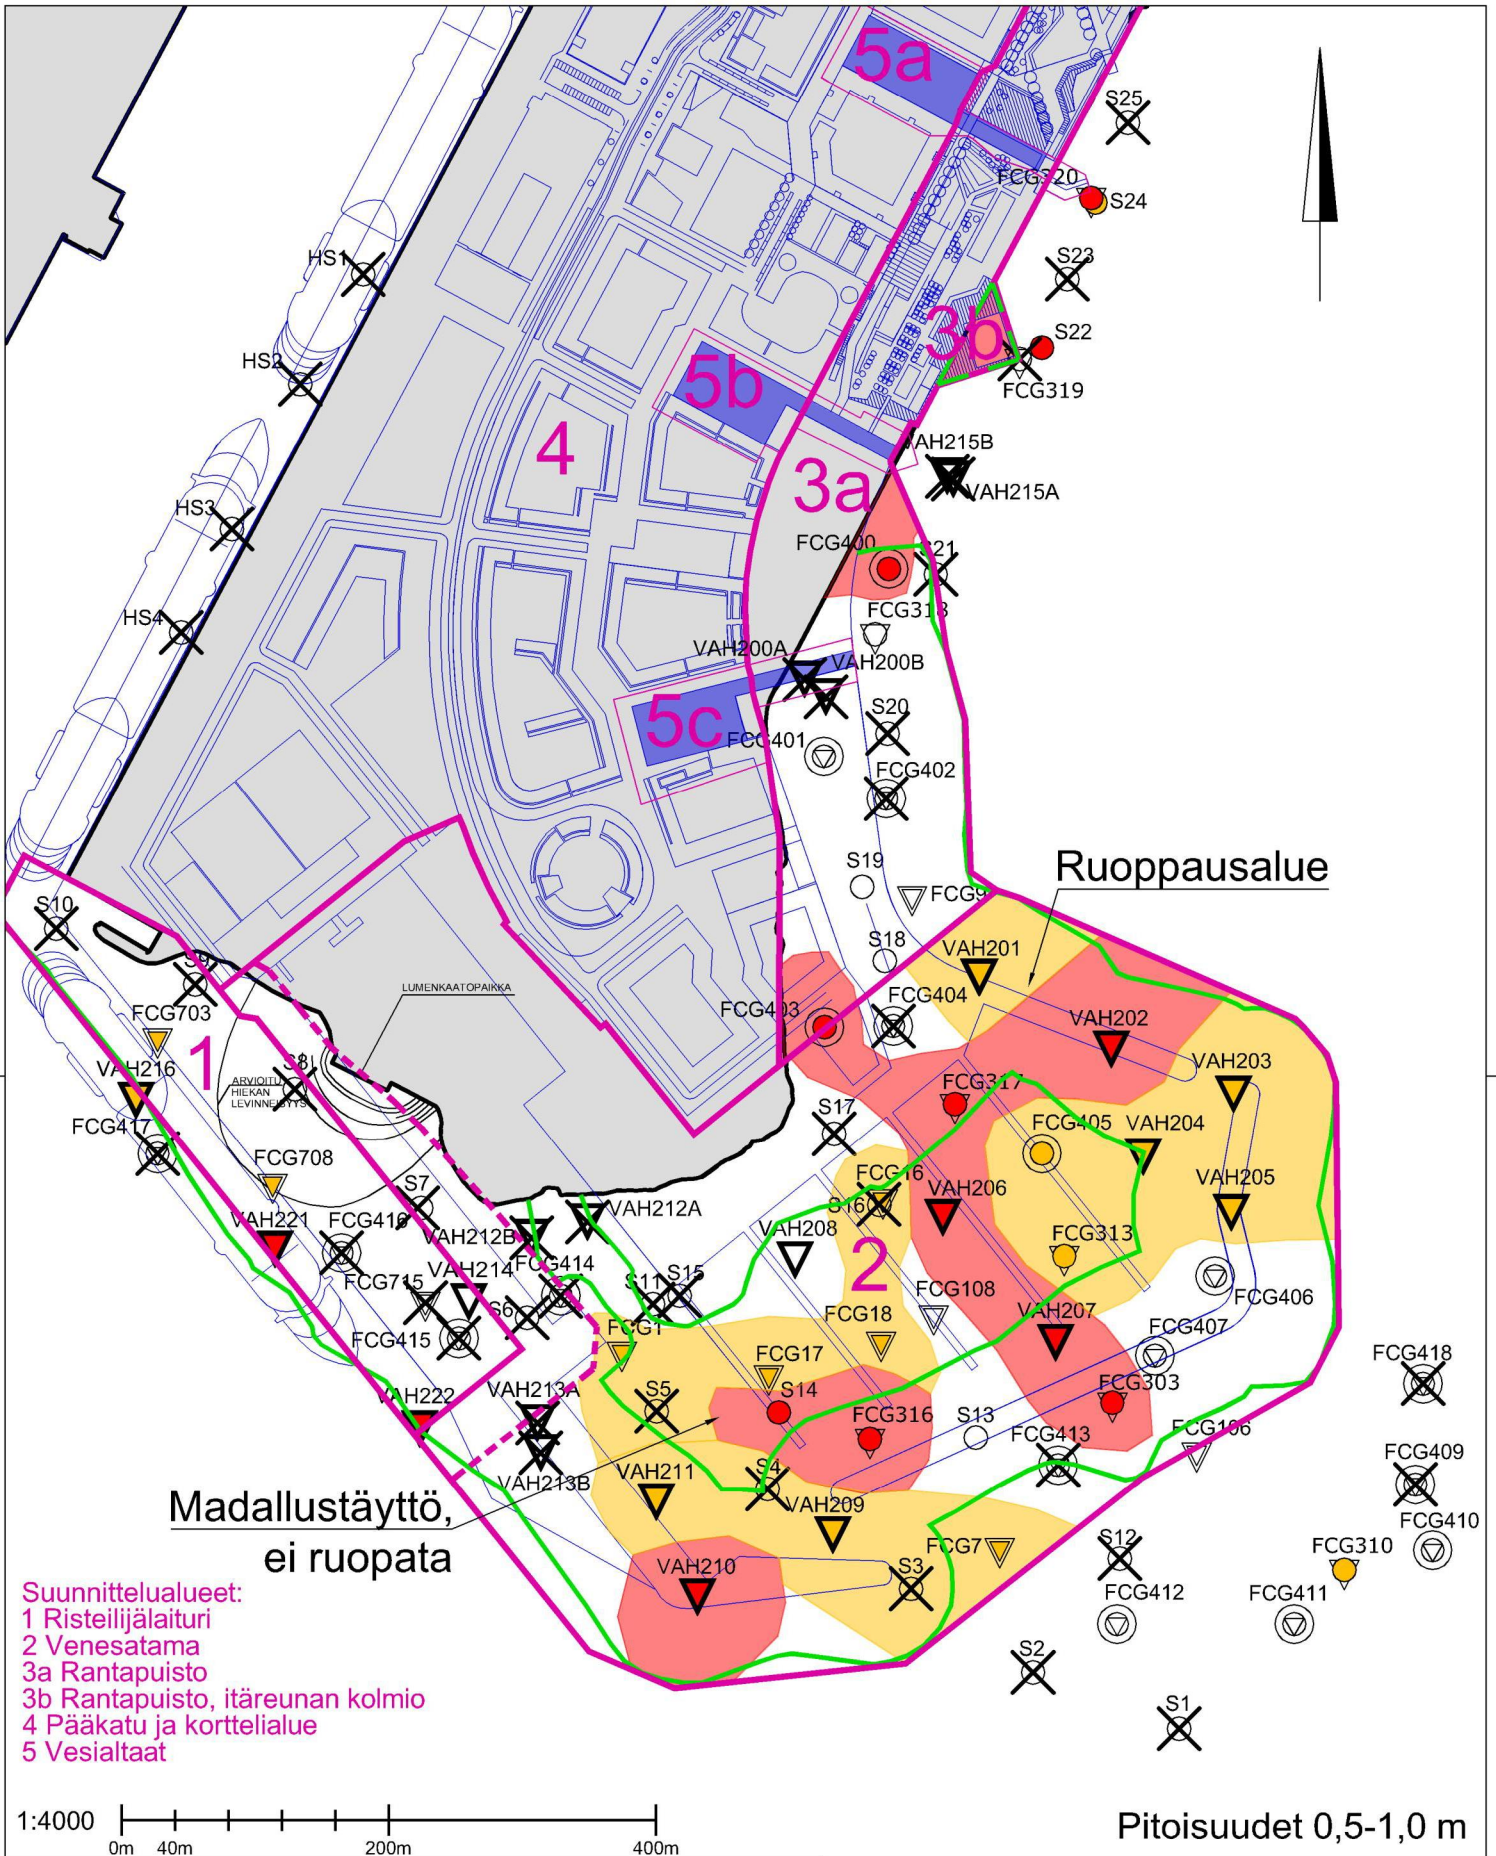 5a
S25
FCG320
S24
HS1
S23
3b
S22
HS2
FCG319
5b
4
VAH215B
3a
VAH215A
HS3
FCG400
S21
FCG318
HS4
VAH200A
VAH200B
5c
S20
FCG401
FCG402
S19
Ruoppausalue
FCG9
S10
S18
VAH201
S9
LUMENKAATOPAIKKA
FCG703
FCG403
FCG404
VAH202
1
S8
VAH216
VAH203
ARVIOITU
HIEKAN
LEVINNEISYYS
FCG317
S17
FCG417
FCG405
VAH204
FCG708
FCG16
VAH205
S7
S16
VAH206
VAH221
FCG416
VAH212B
VAH212A
VAH208
FCG313
2
FCG414
VAH214
FCG715
S11
S15
FCG406
S6
FCG108
FCG415
FCG1
FCG18
VAH207
FCG407
FCG17
FCG418
VAH222
VAH213A
S5
S14
FCG303
FCG316
S13
FCG413
FCG106
VAH213B
VAH211
S4
FCG409
Madallustäyttö,
ei ruopata
VAH209
FCG410
FCG7
S12
FCG310
VAH210
S3
FCG412
FCG411
S2
S1
Suunnittelualueet:
1 Risteilijälaituri
2 Venesatama
3a Rantapuisto
3b Rantapuisto, itäreunan kolmio
4 Pääkatu ja korttelialue
5 Vesialtaat
1:4000
0m 40m 200m 400m
Pitoisuudet 0,5-1,0 m